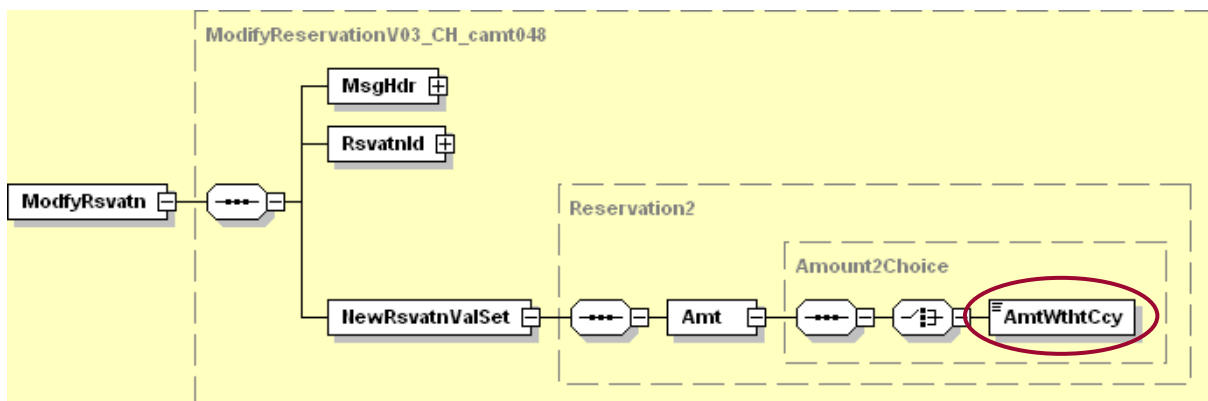 ModifyReservationV03_CH_camt048
MsgHdr
RsvatnId
ModfyRsvatn
Reservation2
Amount2Choice
NewRsvatnValSet
Amt
AmtWthtCcy